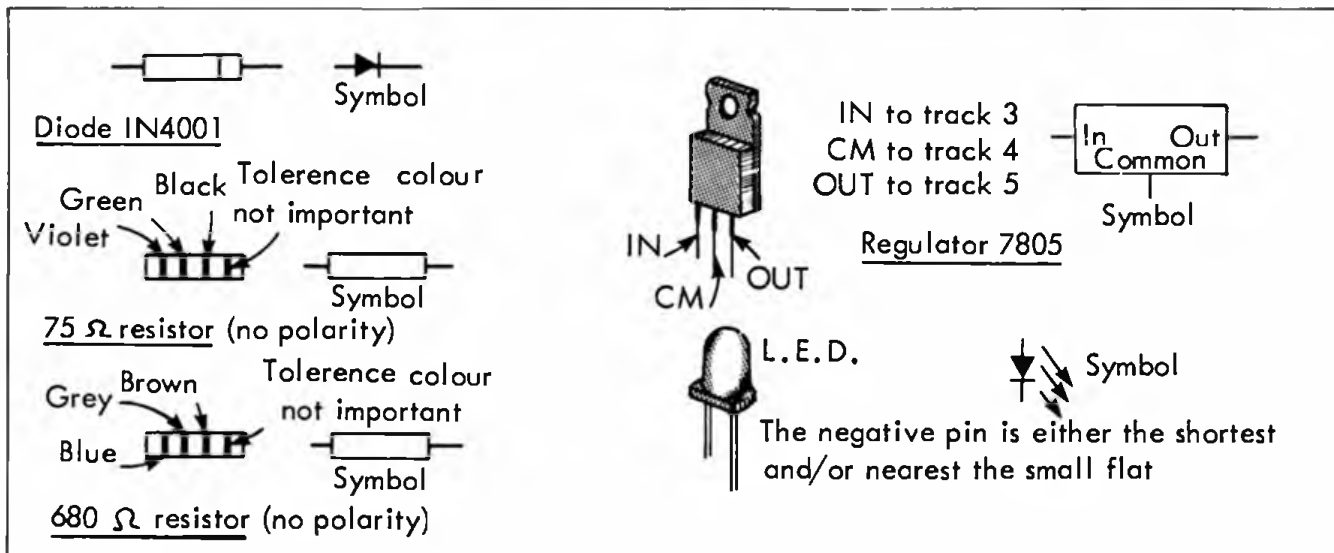 Symbol
Diode IN4001
Black
Tolerence colour
not important
Green
Violet
Symbol
75 Ω resistor (no polarity)
Brown
Tolerence colour
not important
Grey
Blue
Symbol
680 Ω resistor (no polarity)
IN
CM
OUT
IN to track 3
CM to track 4
OUT to track 5
Regulator 7805
In
Out
Common
Symbol
L.E.D.
Symbol
The negative pin is either the shortest
and/or nearest the small flat